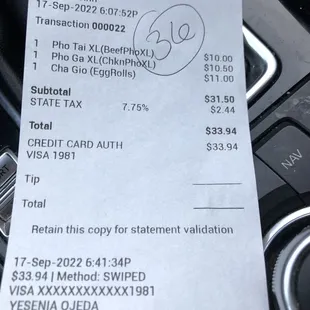 17-Sep-2022 6:07:52P
Transaction 000022
36
1 Pho Tai XL(BeefPhoXL) $10.00
1 Pho Ga XL(ChknPhoXL) $10.50
1 Cha Gio (EggRolls) $11.00
Subtotal $31.50
STATE TAX 7.75% $2.44
Total $33.94
CREDIT CARD AUTH $33.94
VISA 1981
Tip
Total
Retain this copy for statement validation
17-Sep-2022 6:41:34P
$33.94 | Method: SWIPED
VISA XXXXXXXXXXXX1981
YESENIA OJEDA
NAV